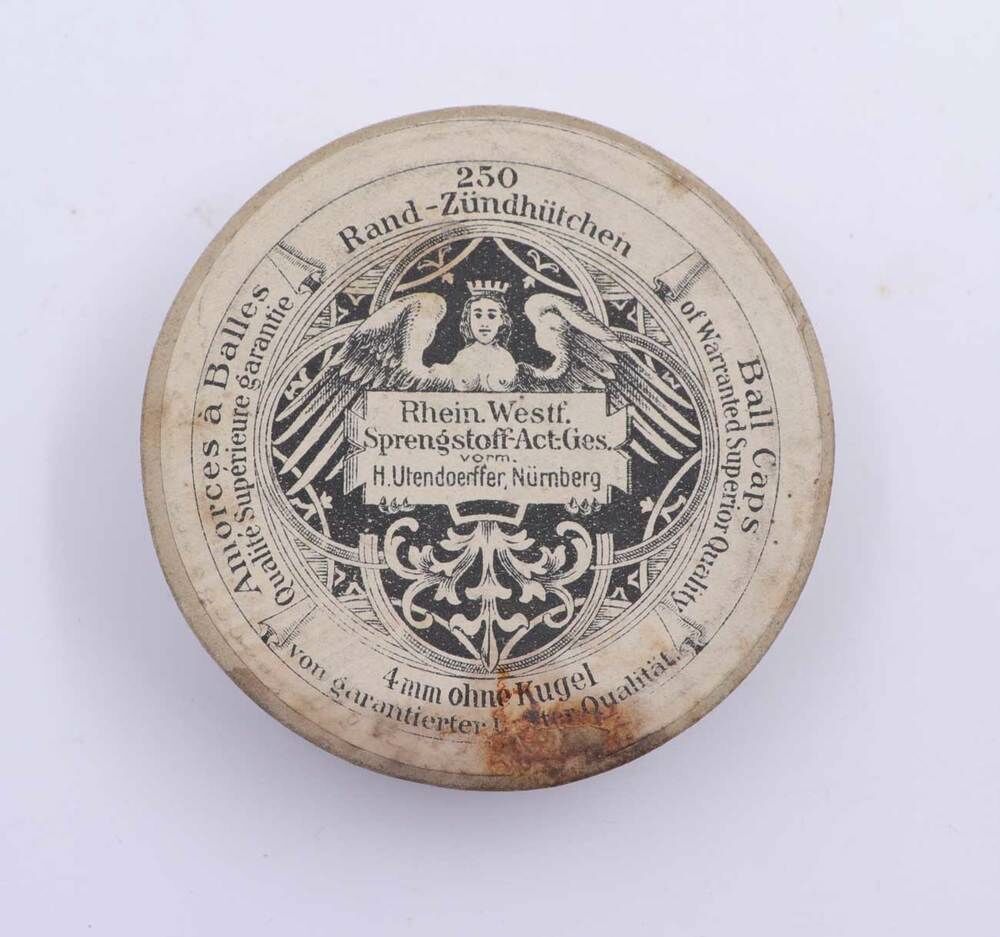 250
Rand-Zündhütchen
Amorces à Balles
Qualité Superieure garantie
Ball Caps
of Warranted Superior Quality
Rhein. Westf.
Sprengstoff-Act-Ges.
vorm.
H. Utendoerffer, Nürnberg
4 mm ohne Kugel
von garantierter Qualität.